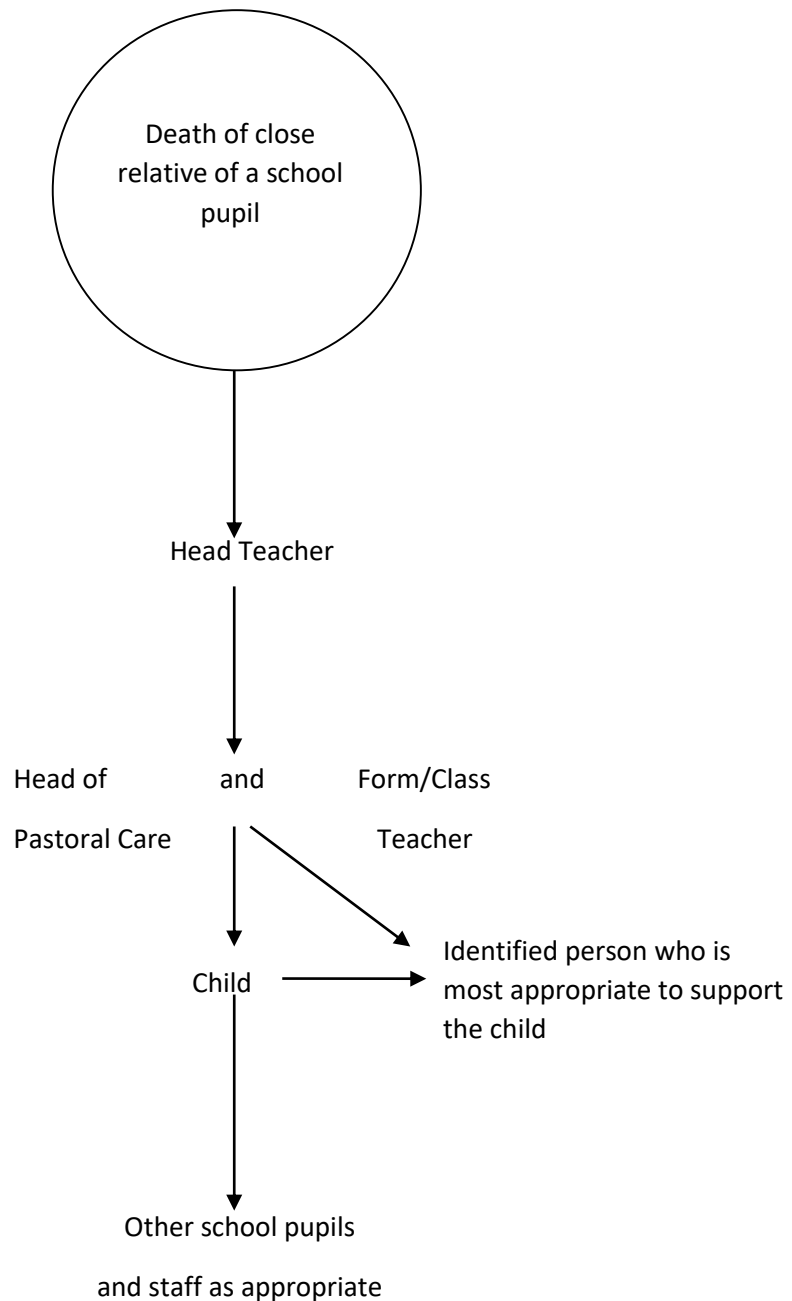 Death of close
relative of a school
pupil
Head Teacher
Head of and Form/Class
Pastoral Care Teacher
Identified person who is
Child most appropriate to support
the child
Other school pupils
and staff as appropriate